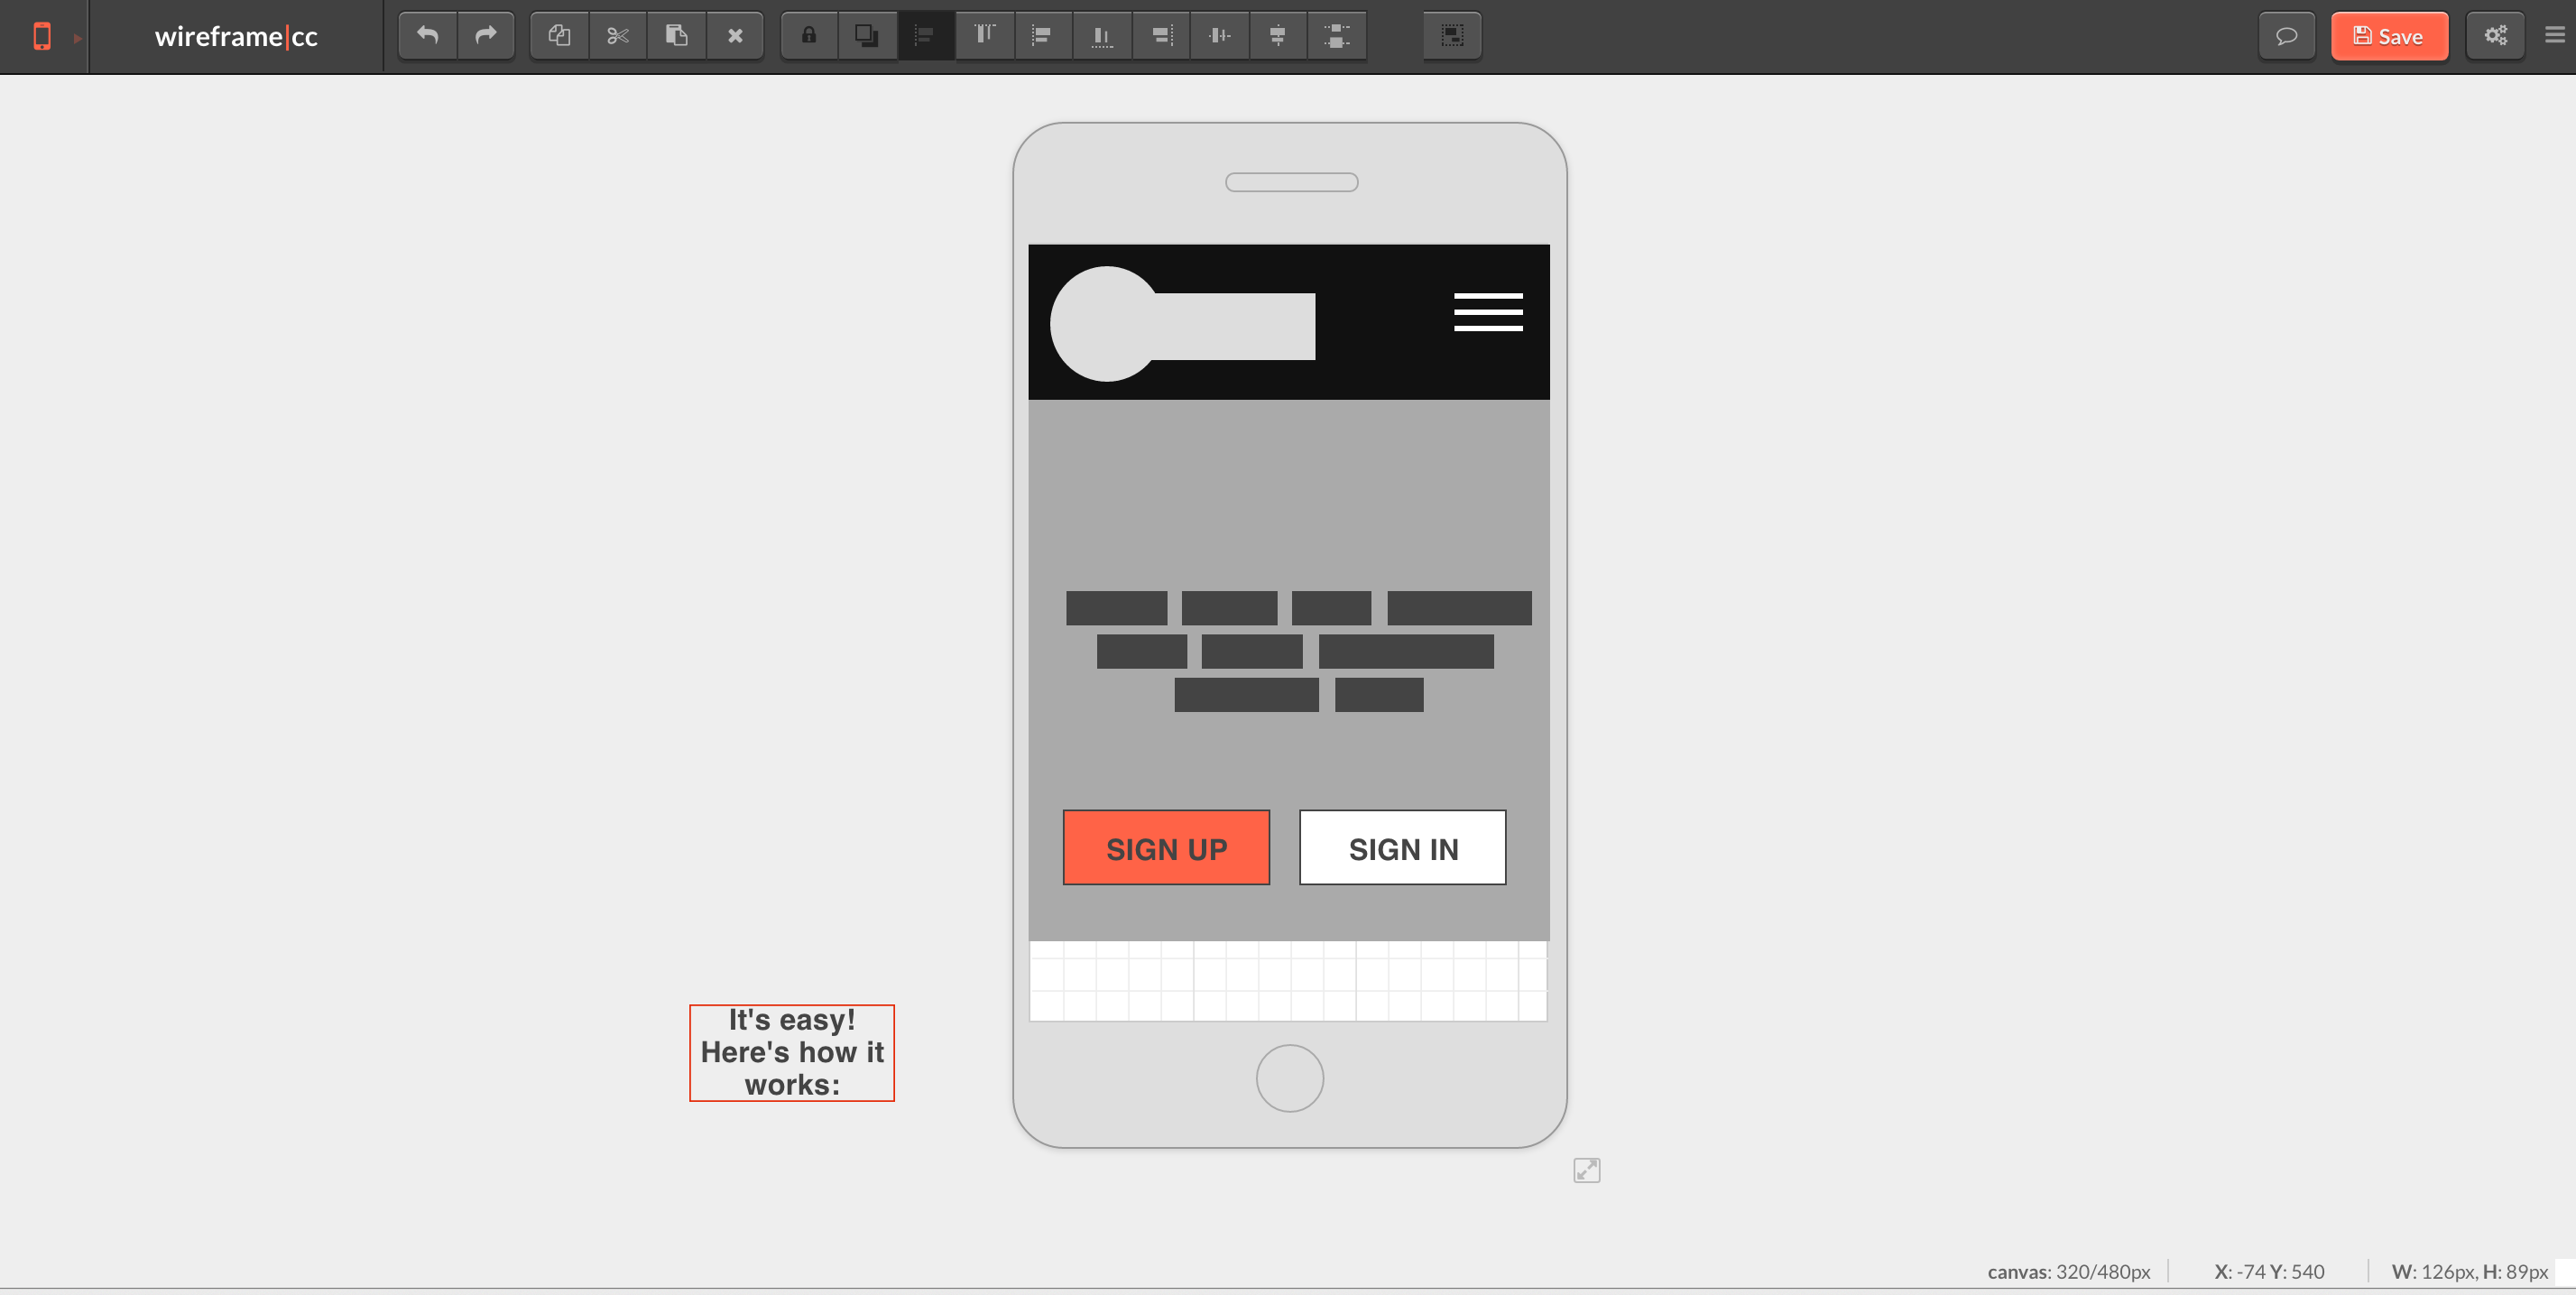 wireframe|cc
Save
SIGN UP
SIGN IN
It's easy!
Here's how it
works:
canvas: 320/480px
X: -74 Y: 540
W: 126px, H: 89px